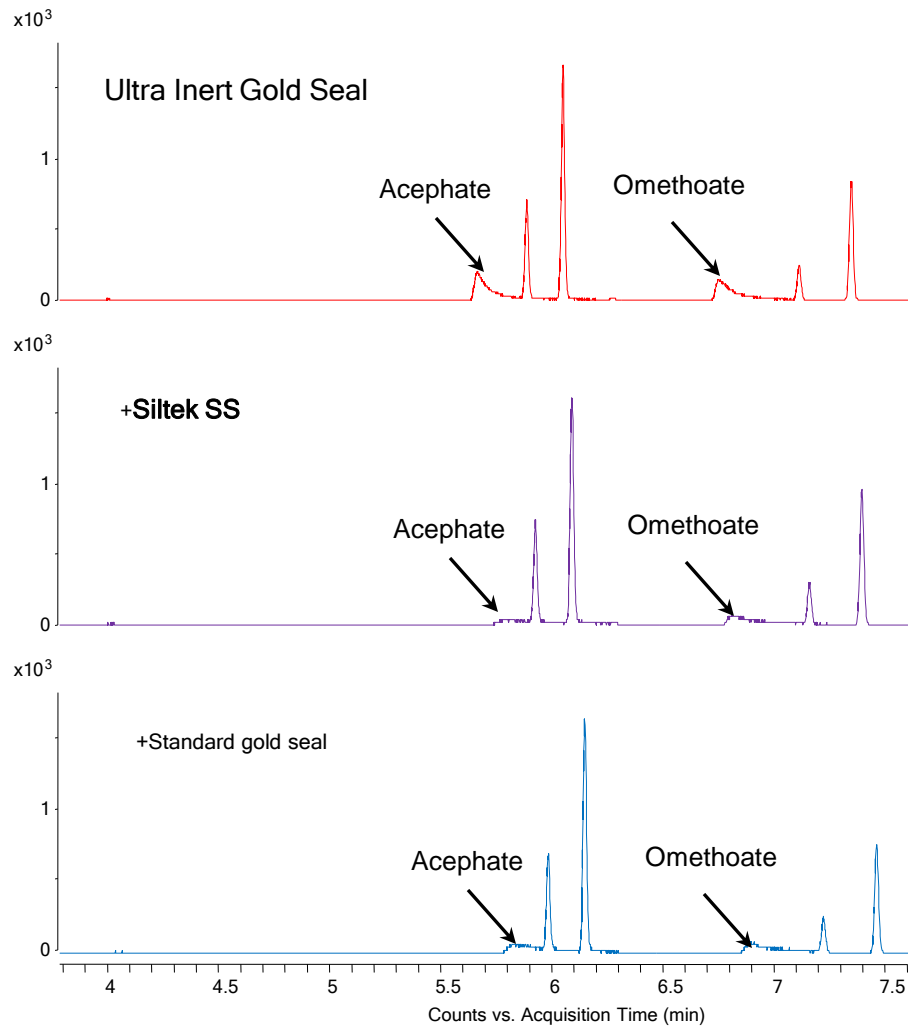 x10³
Ultra Inert Gold Seal
1
Acephate
Omethoate
0
x10³
+Siltek SS
1
Acephate
Omethoate
0
x10³
+Standard gold seal
1
Acephate
Omethoate
0
4 4.5 5 5.5 6 6.5 7 7.5
Counts vs. Acquisition Time (min)